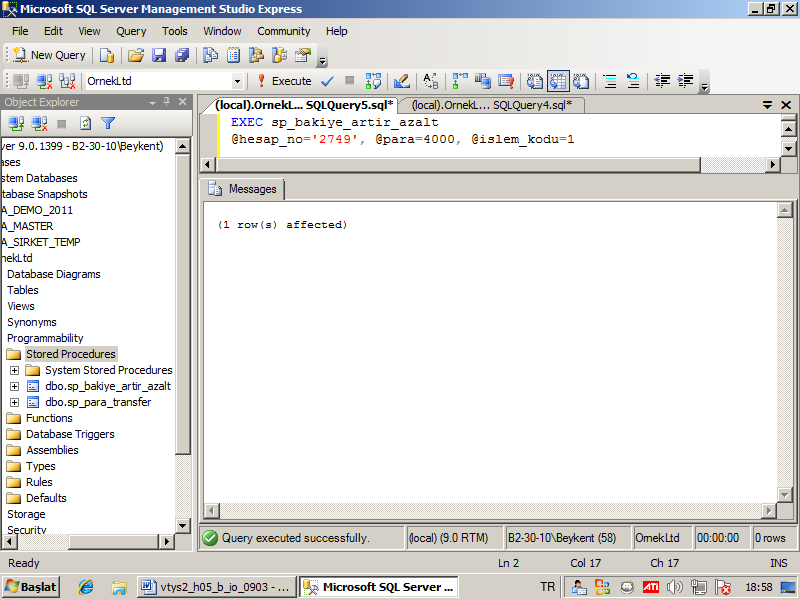 Microsoft SQL Server Management Studio Express
File Edit View Query Tools Window Community Help
New Query
OrnekLtd Execute
Object Explorer
(local).OrnekL... SQLQuery5.sql* (local).OrnekL... SQLQuery4.sql*
EXEC sp_bakiye_artir_azalt
@hesap_no='2749', @para=4000, @islem_kodu=1
Messages
(1 row(s) affected)
ver 9.0.1399 - B2-30-10\Beykent)
ases
stem Databases
tabase Snapshots
A_DEMO_2011
A_MASTER
A_SIRKET_TEMP
nekLtd
Database Diagrams
Tables
Views
Synonyms
Programmability
Stored Procedures
System Stored Procedures
dbo.sp_bakiye_artir_azalt
dbo.sp_para_transfer
Functions
Database Triggers
Assemblies
Types
Rules
Defaults
Storage
Security
Query executed successfully. (local) (9.0 RTM) B2-30-10\Beykent (58) OrnekLtd 00:00:00 0 rows
Ready Ln 2 Col 17 Ch 17 INS
Başlat vtys2_h05_b_io_0903 - ... Microsoft SQL Server ... TR ATI 18:58